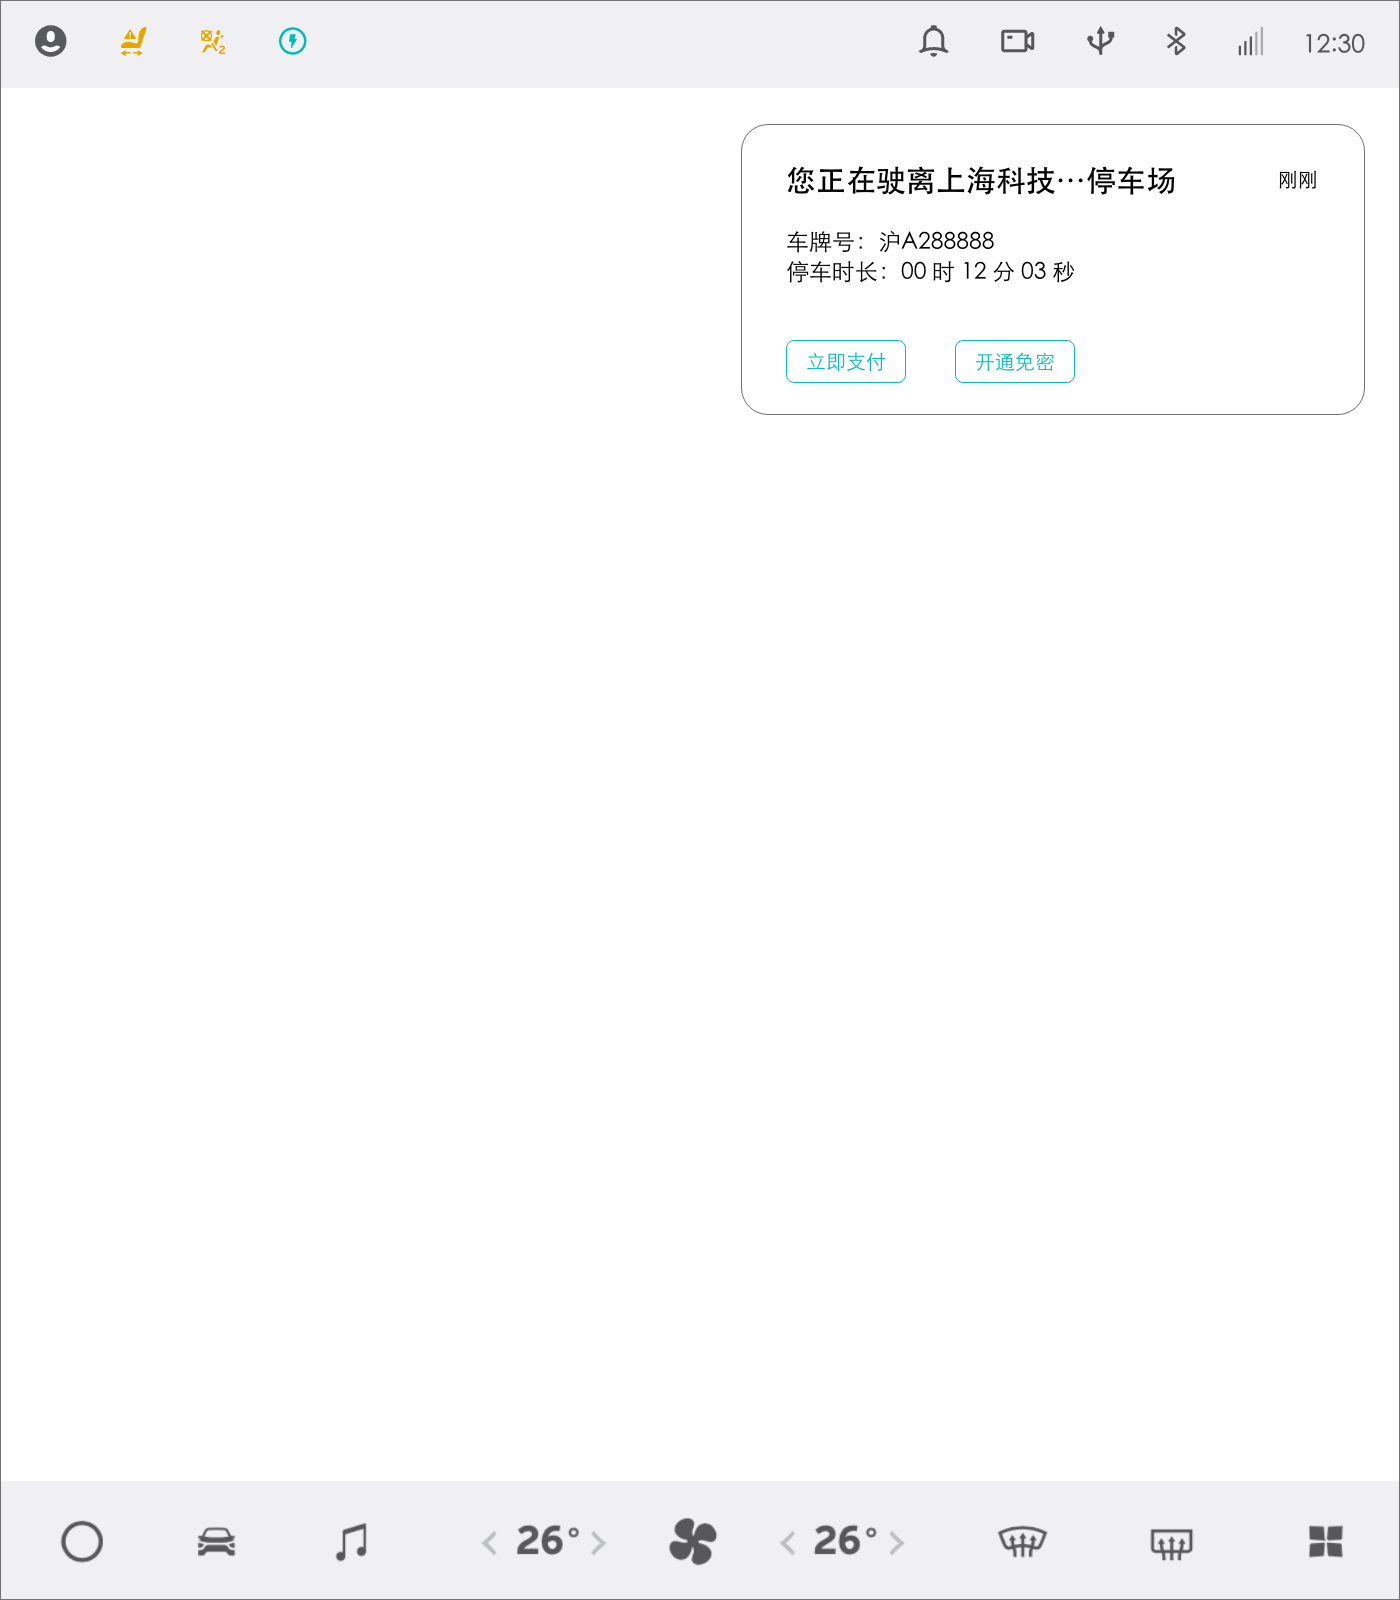 12:30
您正在驶离上海科技…停车场
刚刚
车牌号：沪A288888
停车时长：00 时 12 分 03 秒
立即支付
开通免密
26°
26°